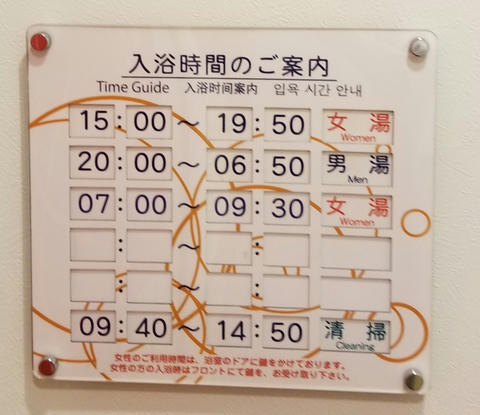 入浴時間のご案内
Time Guide 入浴时间案内 입욕 시간 안내
15:00～19:50 女湯
Women
20:00～06:50 男湯
Men
07:00～09:30 女湯
Women
:～:
:～:
09:40～14:50 清掃
Cleaning
女性のご利用時間は、浴室のドアに鍵をかけております。
女性の方の入浴時はフロントにて鍵を、お受け取り下さい。